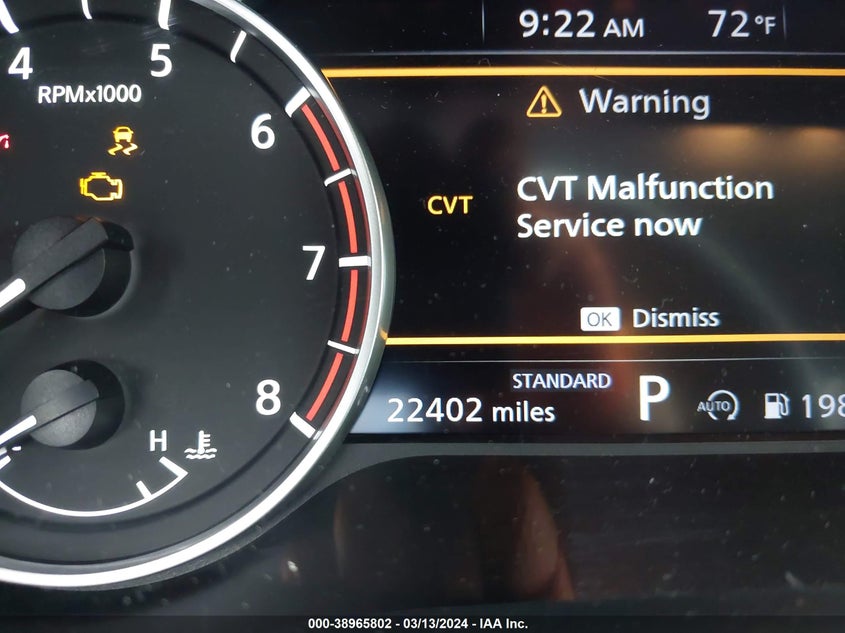 9:22 AM 72°F
4 5
RPMx1000
6
Warning
CVT
CVT Malfunction
Service now
7
OK Dismiss
STANDARD
8
22402 miles P AUTO 198
H
000-38965802 - 03/13/2024 - IAA Inc.